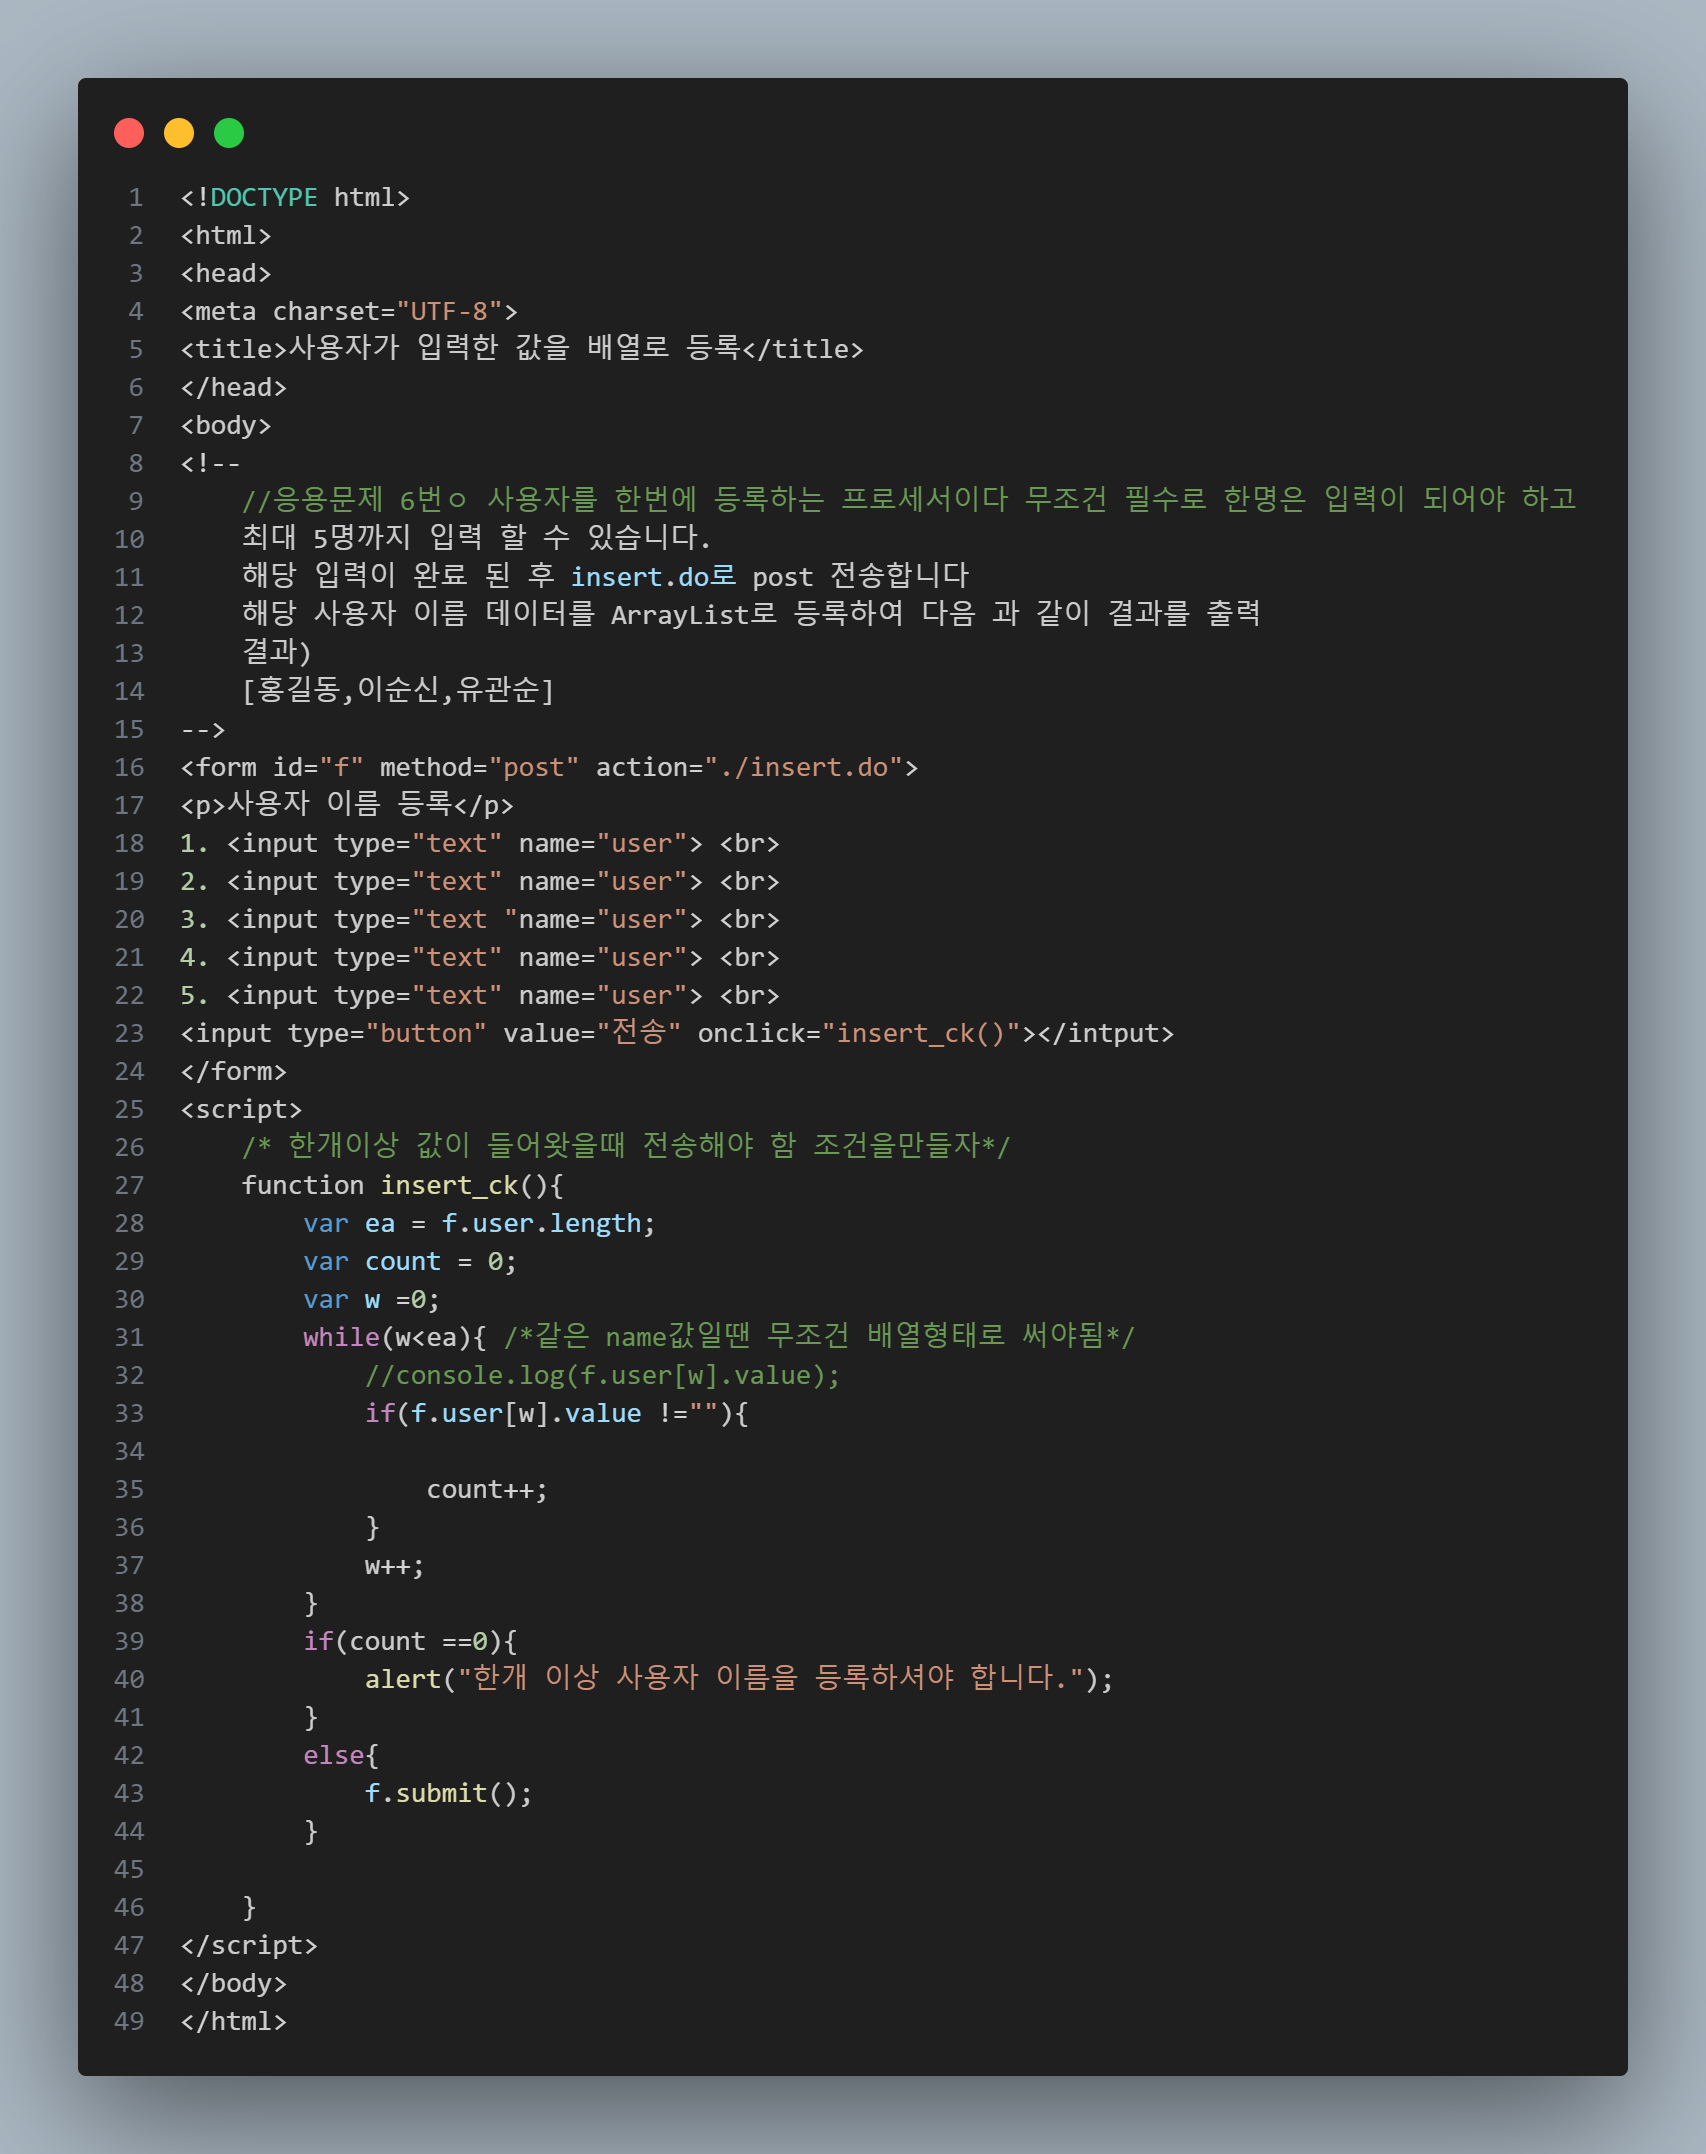 1 <!DOCTYPE html>
2 <html>
3 <head>
4 <meta charset="UTF-8">
5 <title>사용자가 입력한 값을 배열로 등록</title>
6 </head>
7 <body>
8 <!--
9     //응용문제 6번ㅇ 사용자를 한번에 등록하는 프로세서이다 무조건 필수로 한명은 입력이 되어야 하고
10     최대 5명까지 입력 할 수 있습니다.
11     해당 입력이 완료 된 후 insert.do로 post 전송합니다
12     해당 사용자 이름 데이터를 ArrayList로 등록하여 다음 과 같이 결과를 출력
13     결과)
14     [홍길동,이순신,유관순]
15 -->
16 <form id="f" method="post" action="./insert.do">
17 <p>사용자 이름 등록</p>
18 1. <input type="text" name="user"> <br>
19 2. <input type="text" name="user"> <br>
20 3. <input type="text "name="user"> <br>
21 4. <input type="text" name="user"> <br>
22 5. <input type="text" name="user"> <br>
23 <input type="button" value="전송" onclick="insert_ck()"></intput>
24 </form>
25 <script>
26     /* 한개이상 값이 들어왓을때 전송해야 함 조건을만들자*/
27     function insert_ck(){
28         var ea = f.user.length;
29         var count = 0;
30         var w =0;
31         while(w<ea){ /*같은 name값일땐 무조건 배열형태로 써야됨*/
32             //console.log(f.user[w].value);
33             if(f.user[w].value !=""){
34
35                 count++;
36             }
37             w++;
38         }
39         if(count ==0){
40             alert("한개 이상 사용자 이름을 등록하셔야 합니다.");
41         }
42         else{
43             f.submit();
44         }
45
46     }
47 </script>
48 </body>
49 </html>